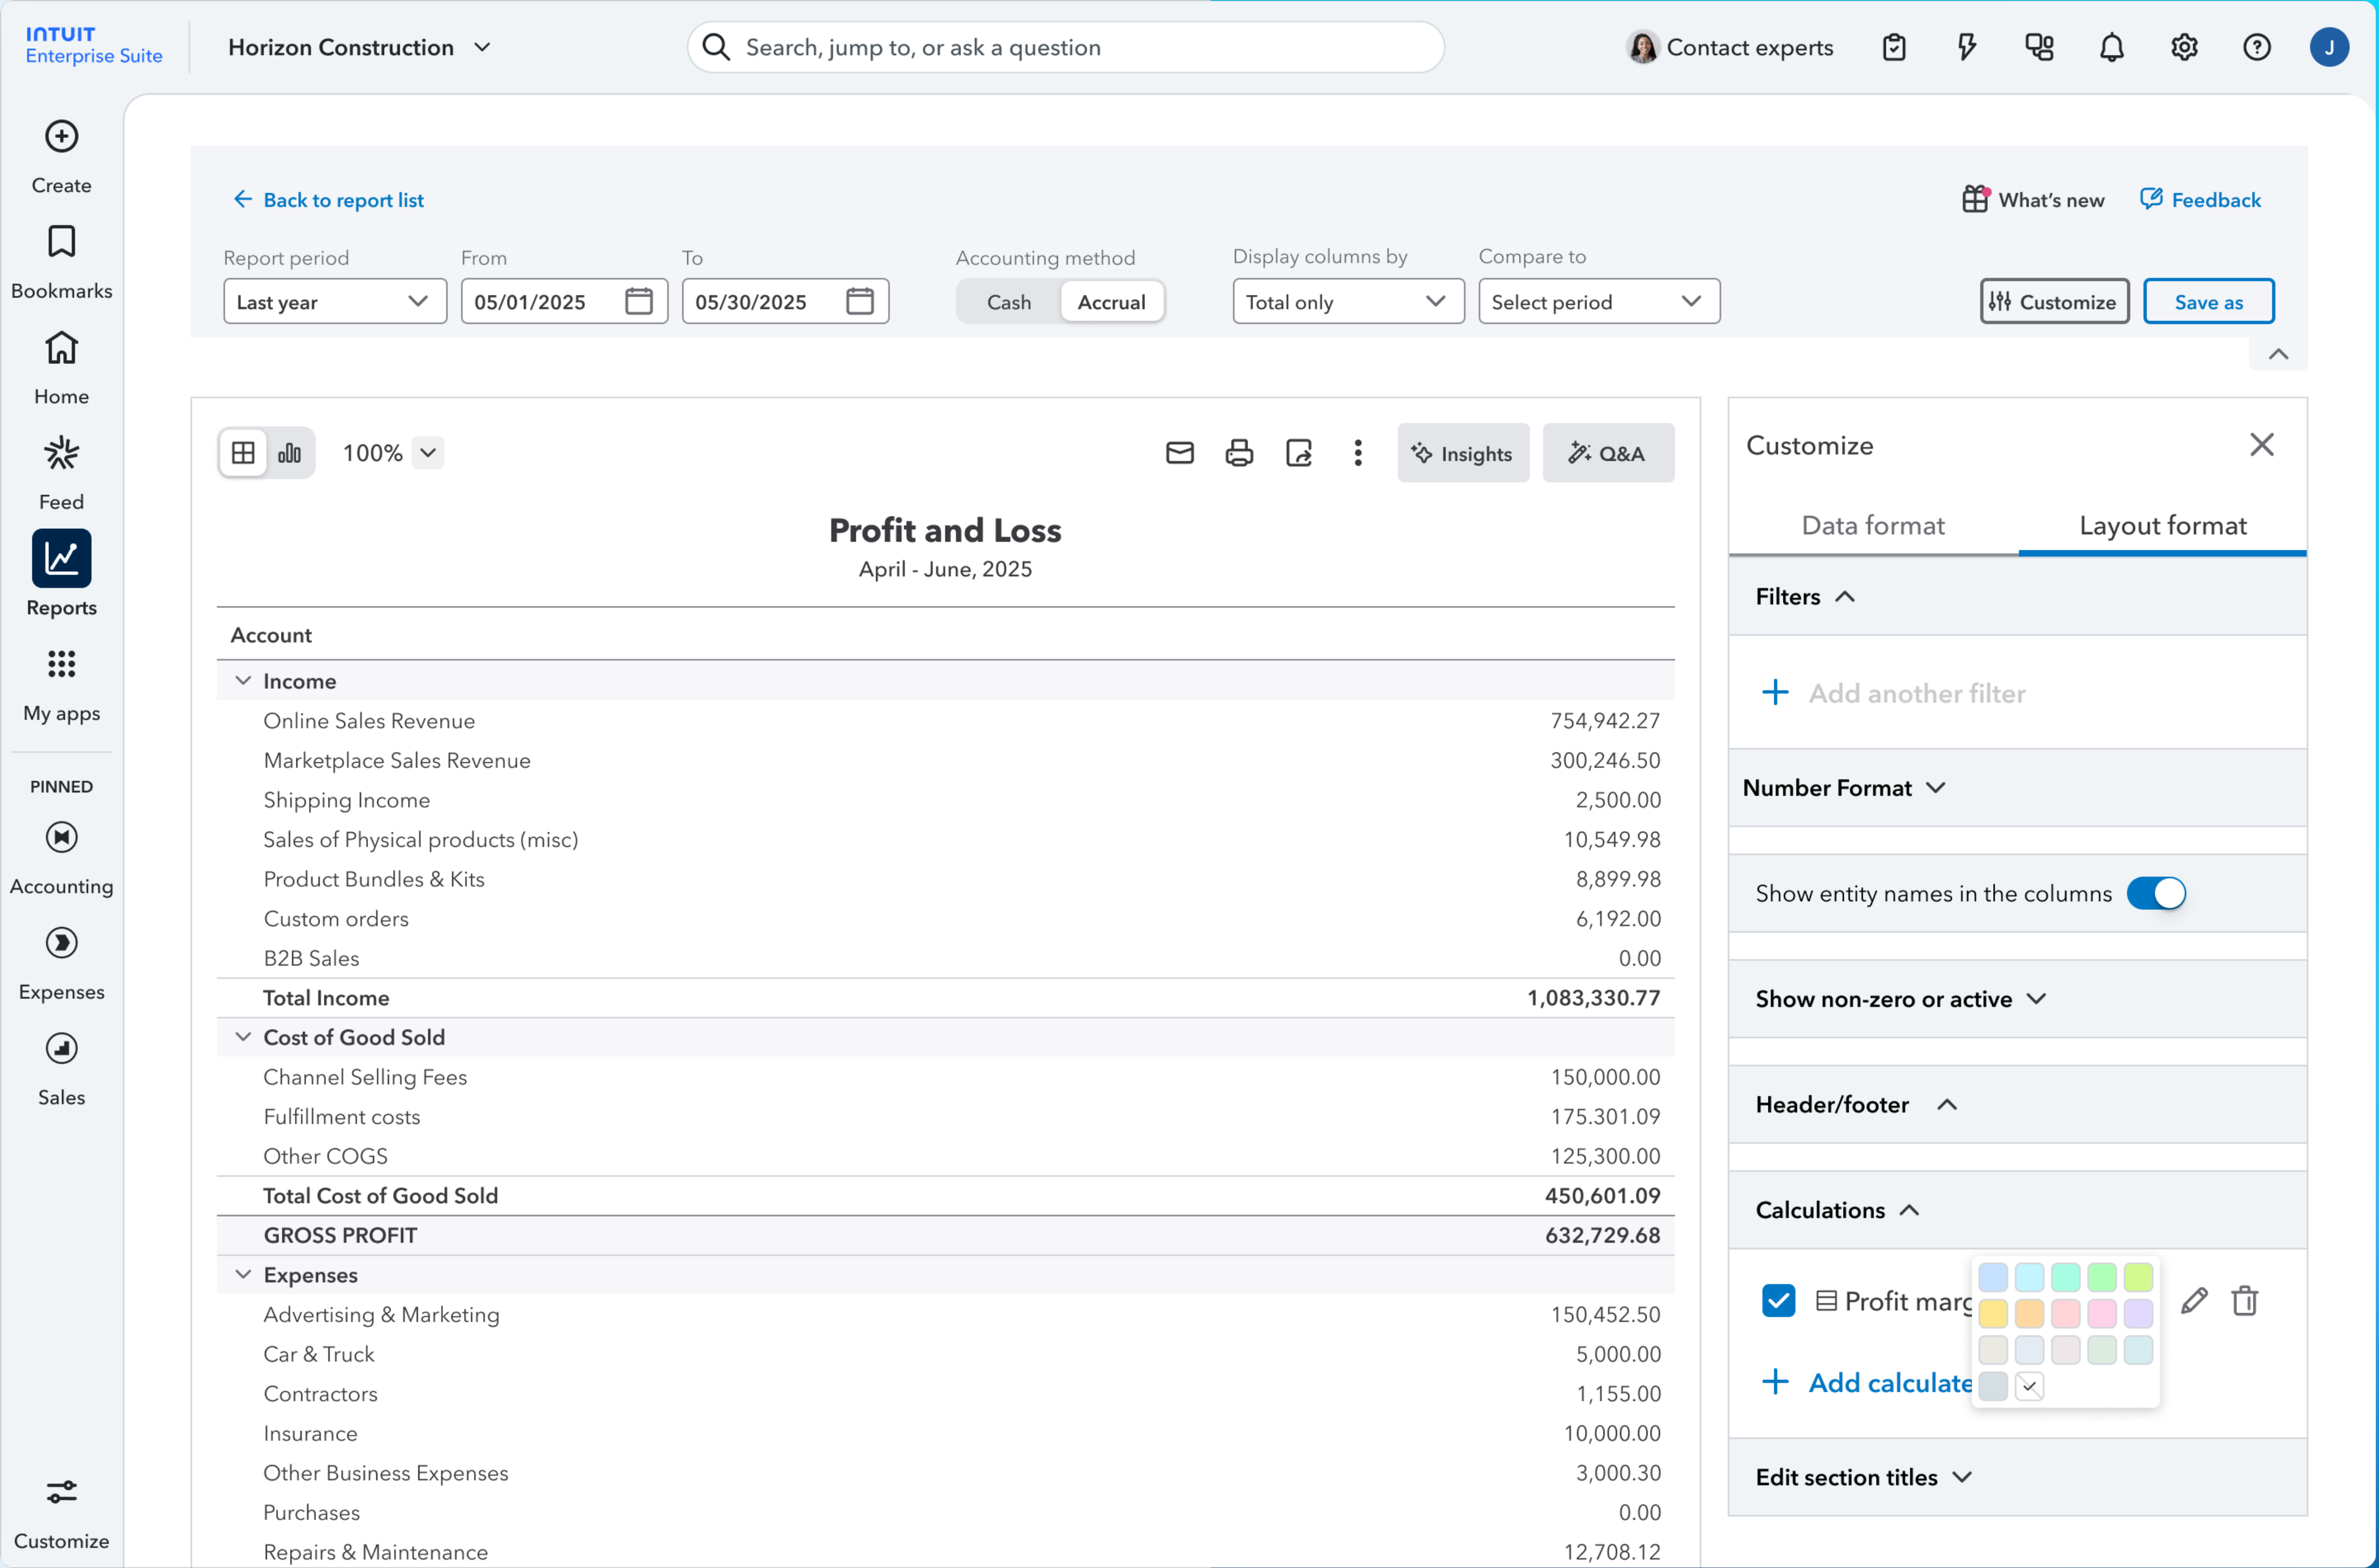 INTUIT
Enterprise Suite
Horizon Construction
Search, jump to, or ask a question
Contact experts
J
Create
Bookmarks
Home
Feed
Reports
My apps
PINNED
Accounting
Expenses
Sales
Customize
Back to report list
What's new
Feedback
Report period
From
To
Accounting method
Display columns by
Compare to
Last year
05/01/2025
05/30/2025
Cash
Accrual
Total only
Select period
Customize
Save as
100%
Insights
Q&A
Profit and Loss
April - June, 2025
Account
Income
Online Sales Revenue 754,942.27
Marketplace Sales Revenue 300,246.50
Shipping Income 2,500.00
Sales of Physical products (misc) 10,549.98
Product Bundles & Kits 8,899.98
Custom orders 6,192.00
B2B Sales 0.00
Total Income 1,083,330.77
Cost of Good Sold
Channel Selling Fees 150,000.00
Fulfillment costs 175.301.09
Other COGS 125,300.00
Total Cost of Good Sold 450,601.09
GROSS PROFIT 632,729.68
Expenses
Advertising & Marketing 150,452.50
Car & Truck 5,000.00
Contractors 1,155.00
Insurance 10,000.00
Other Business Expenses 3,000.30
Purchases 0.00
Repairs & Maintenance 12,708.12
Customize
Data format
Layout format
Filters
Add another filter
Number Format
Show entity names in the columns
Show non-zero or active
Header/footer
Calculations
Profit marg
Add calculate
Edit section titles